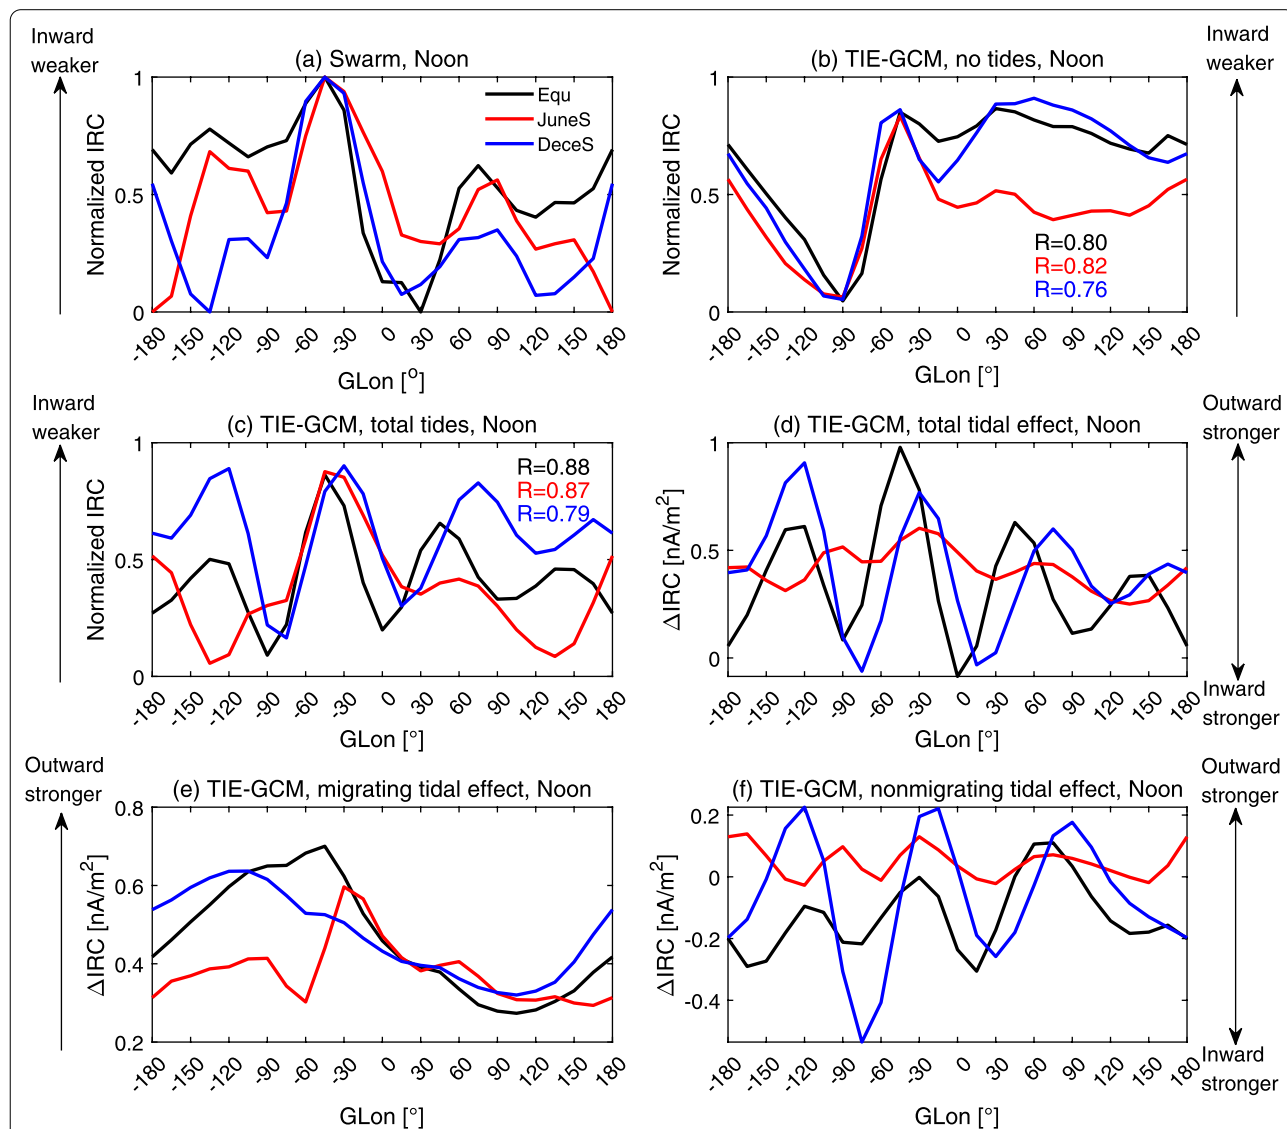 Inward
weaker
(a) Swarm, Noon
Normalized IRC
1
0.5
0
Equ
JuneS
DeceS
-180
-150
-120
-90
-60
-30
0
30
60
90
120
150
180
GLon [o]
Inward
weaker
(b) TIE-GCM, no tides, Noon
Normalized IRC
1
0.5
0
R=0.80
R=0.82
R=0.76
-180
-150
-120
-90
-60
-30
0
30
60
90
120
150
180
GLon [°]
Inward
weaker
(c) TIE-GCM, total tides, Noon
Normalized IRC
1
0.5
0
R=0.88
R=0.87
R=0.79
-180
-150
-120
-90
-60
-30
0
30
60
90
120
150
180
GLon [°]
Outward
stronger
(d) TIE-GCM, total tidal effect, Noon
ΔIRC [nA/m²]
1
0.5
0
-180
-150
-120
-90
-60
-30
0
30
60
90
120
150
180
GLon [°]
Inward
stronger
Outward
stronger
(e) TIE-GCM, migrating tidal effect, Noon
ΔIRC [nA/m²]
0.8
0.6
0.4
0.2
-180
-150
-120
-90
-60
-30
0
30
60
90
120
150
180
GLon [°]
Outward
stronger
(f) TIE-GCM, nonmigrating tidal effect, Noon
ΔIRC [nA/m²]
0.2
0
-0.2
-0.4
-180
-150
-120
-90
-60
-30
0
30
60
90
120
150
180
GLon [°]
Inward
stronger